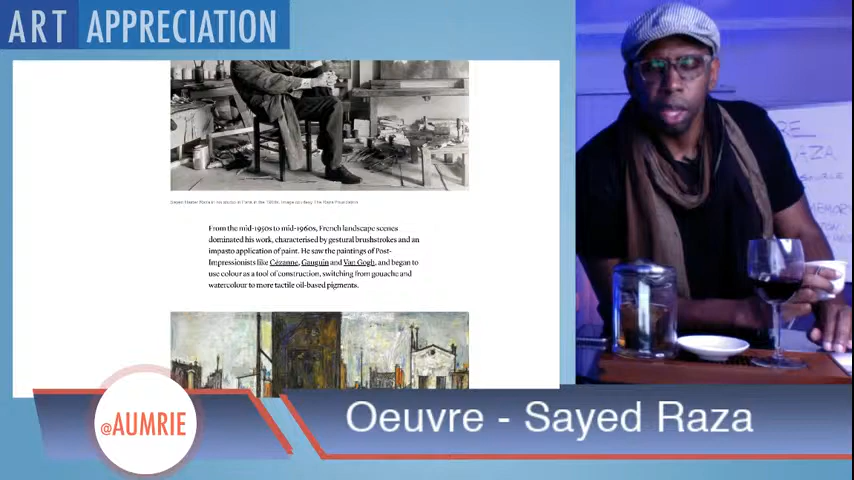 ART APPRECIATION
From the mid-1950s to mid-1960s, French landscape scenes
dominated his work, characterised by gestural brushstrokes and an
impasto application of paint. He saw the paintings of Post-
Impressionists like Cézanne, Gauguin and Van Gogh, and began to
use colour as a tool of construction, switching from gouache and
watercolour to more tactile oil-based pigments.
RE
AZA
MEMORY
@AUMRIE
Oeuvre - Sayed Raza